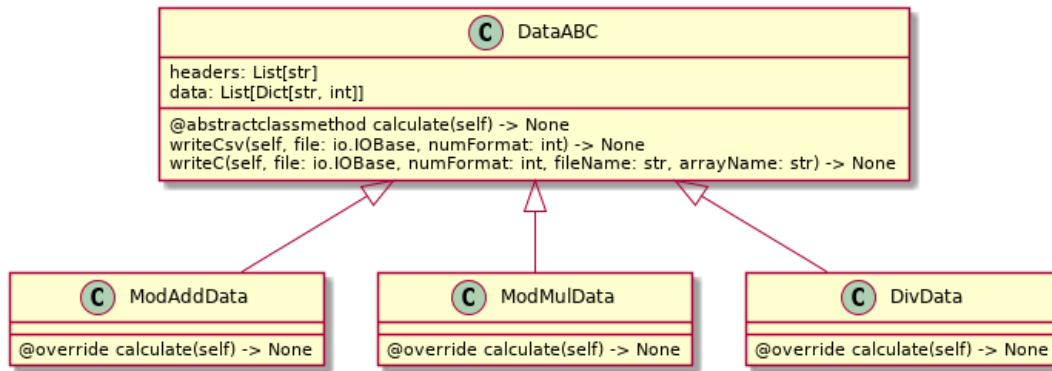 C DataABC
headers: List[str]
data: List[Dict[str, int]]
@abstractclassmethod calculate(self) -> None
writeCsv(self, file: io.IOBase, numFormat: int) -> None
writeC(self, file: io.IOBase, numFormat: int, fileName: str, arrayName: str) -> None
C ModAddData
@override calculate(self) -> None
C ModMulData
@override calculate(self) -> None
C DivData
@override calculate(self) -> None